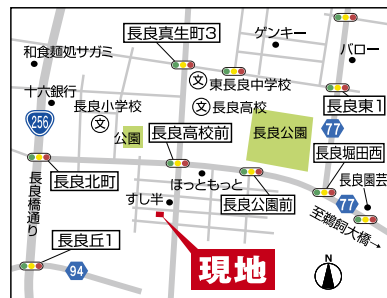 長良真生町3
ゲンキー
和食麺処サガミ
バロー
東長良中学校
文
十六銀行
長良小学校
文
文
長良高校
長良東1
256
77
公園
長良高校前
長良公園
長良堀田西
長良北町
ほっともっと
長良公園前
長良園芸
77
長良橋通り
すし半
至鵜飼大橋→
長良丘1
94
現地
N